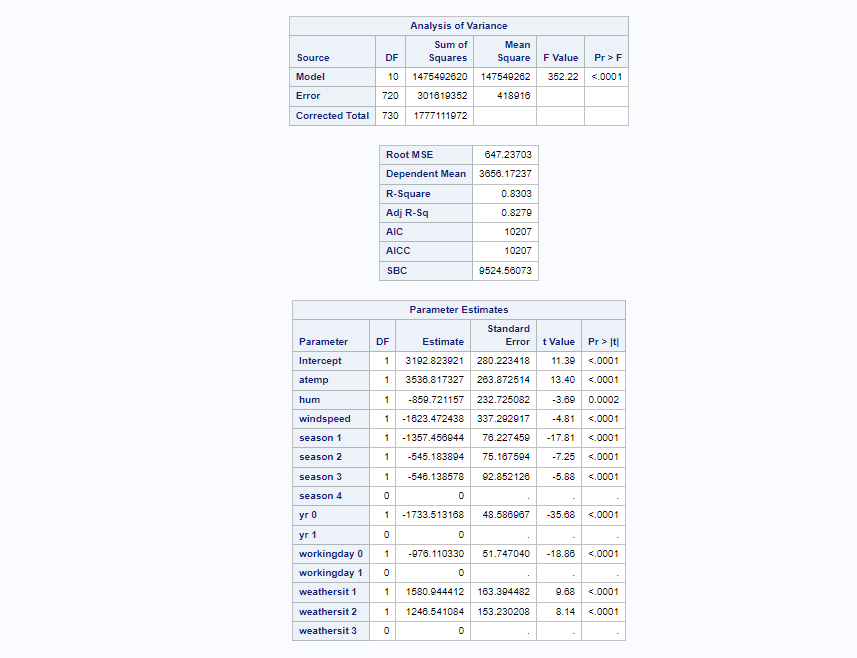 Analysis of Variance
Source DF Sum of Squares Mean Square F Value Pr > F
Model 10 1475492620 147549262 352.22 <.0001
Error 720 301619352 418916
Corrected Total 730 1777111972
Root MSE 647.23703
Dependent Mean 3656.17237
R-Square 0.8303
Adj R-Sq 0.8279
AIC 10207
AICC 10207
SBC 9524.56073
Parameter Estimates
Parameter DF Estimate Standard Error t Value Pr > |t|
Intercept 1 3192.823921 280.223418 11.39 <.0001
atemp 1 3536.817327 263.872514 13.40 <.0001
hum 1 -859.721157 232.725082 -3.69 0.0002
windspeed 1 -1623.472438 337.292917 -4.81 <.0001
season 1 1 -1357.456944 76.227459 -17.81 <.0001
season 2 1 -545.183894 75.167594 -7.25 <.0001
season 3 1 -546.138578 92.852126 -5.88 <.0001
season 4 0 0 . . .
yr 0 1 -1733.513168 48.586967 -35.68 <.0001
yr 1 0 0 . . .
workingday 0 1 -976.110330 51.747040 -18.86 <.0001
workingday 1 0 0 . . .
weathersit 1 1 1580.944412 163.394482 9.68 <.0001
weathersit 2 1 1246.541084 153.230208 8.14 <.0001
weathersit 3 0 0 . . .